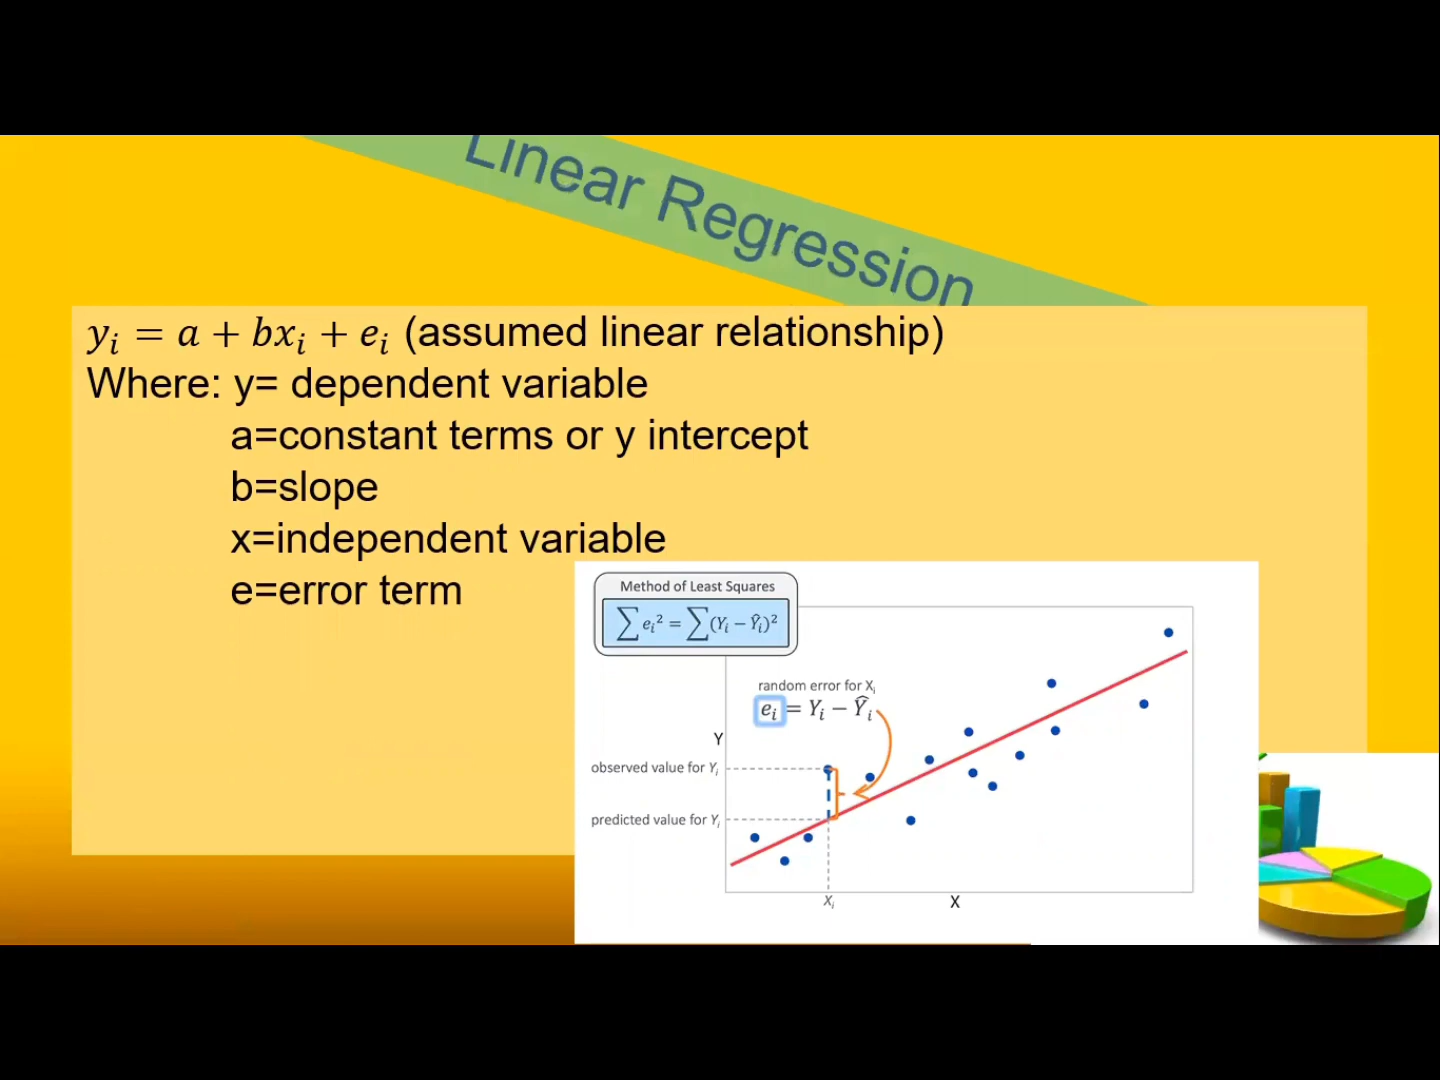 Linear Regression
yᵢ = a + bxᵢ + eᵢ (assumed linear relationship)
Where: y= dependent variable
a=constant terms or y intercept
b=slope
x=independent variable
e=error term
Method of Least Squares
∑ eᵢ² = ∑(Yᵢ − Ŷᵢ)²
random error for Xᵢ
eᵢ = Yᵢ − Ŷᵢ
Y
observed value for Yᵢ
predicted value for Yᵢ
Xᵢ
X